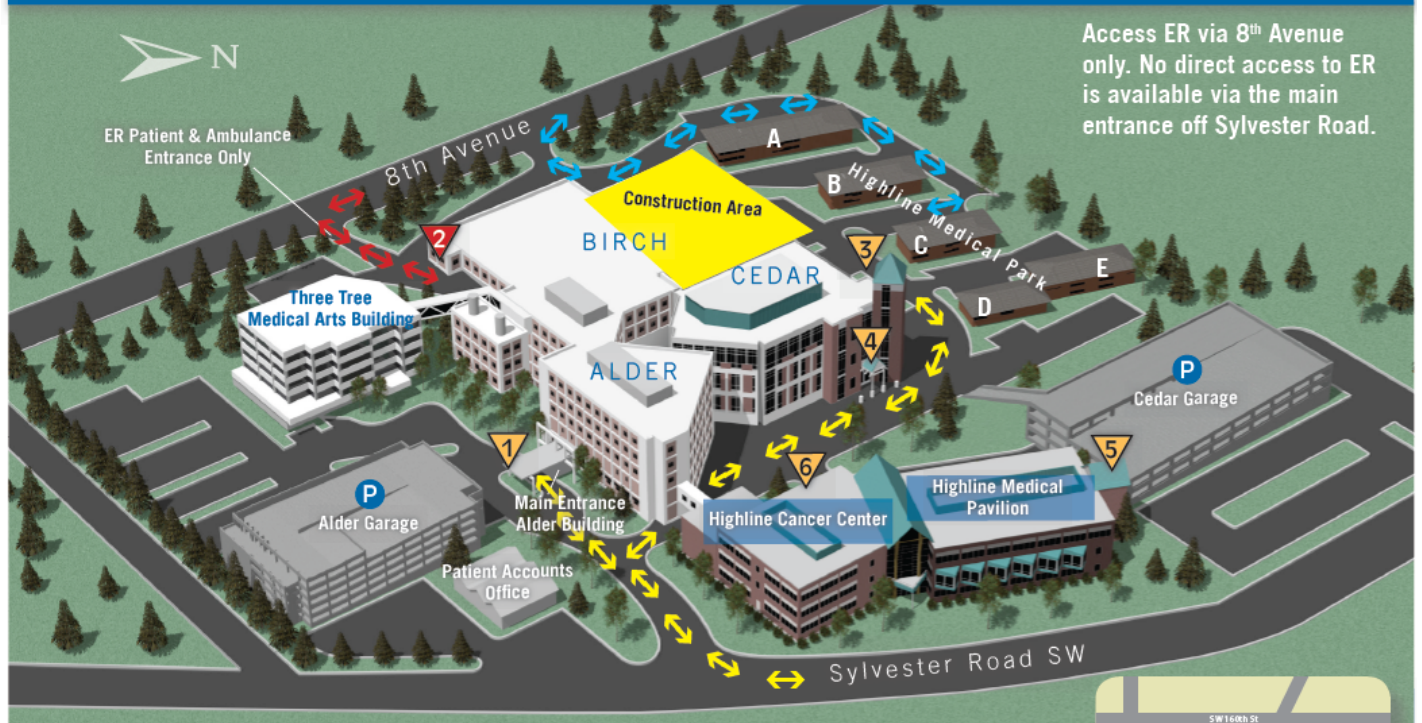 N
Access ER via 8th Avenue
only. No direct access to ER
is available via the main
entrance off Sylvester Road.
ER Patient & Ambulance
Entrance Only
8th Avenue
A
B
Highline Medical Park
C
E
D
Construction Area
BIRCH
CEDAR
2
3
4
Three Tree
Medical Arts Building
ALDER
P
Cedar Garage
1
6
5
P
Alder Garage
Main Entrance
Alder Building
Highline Cancer Center
Highline Medical
Pavilion
Patient Accounts
Office
Sylvester Road SW
SW 160th St